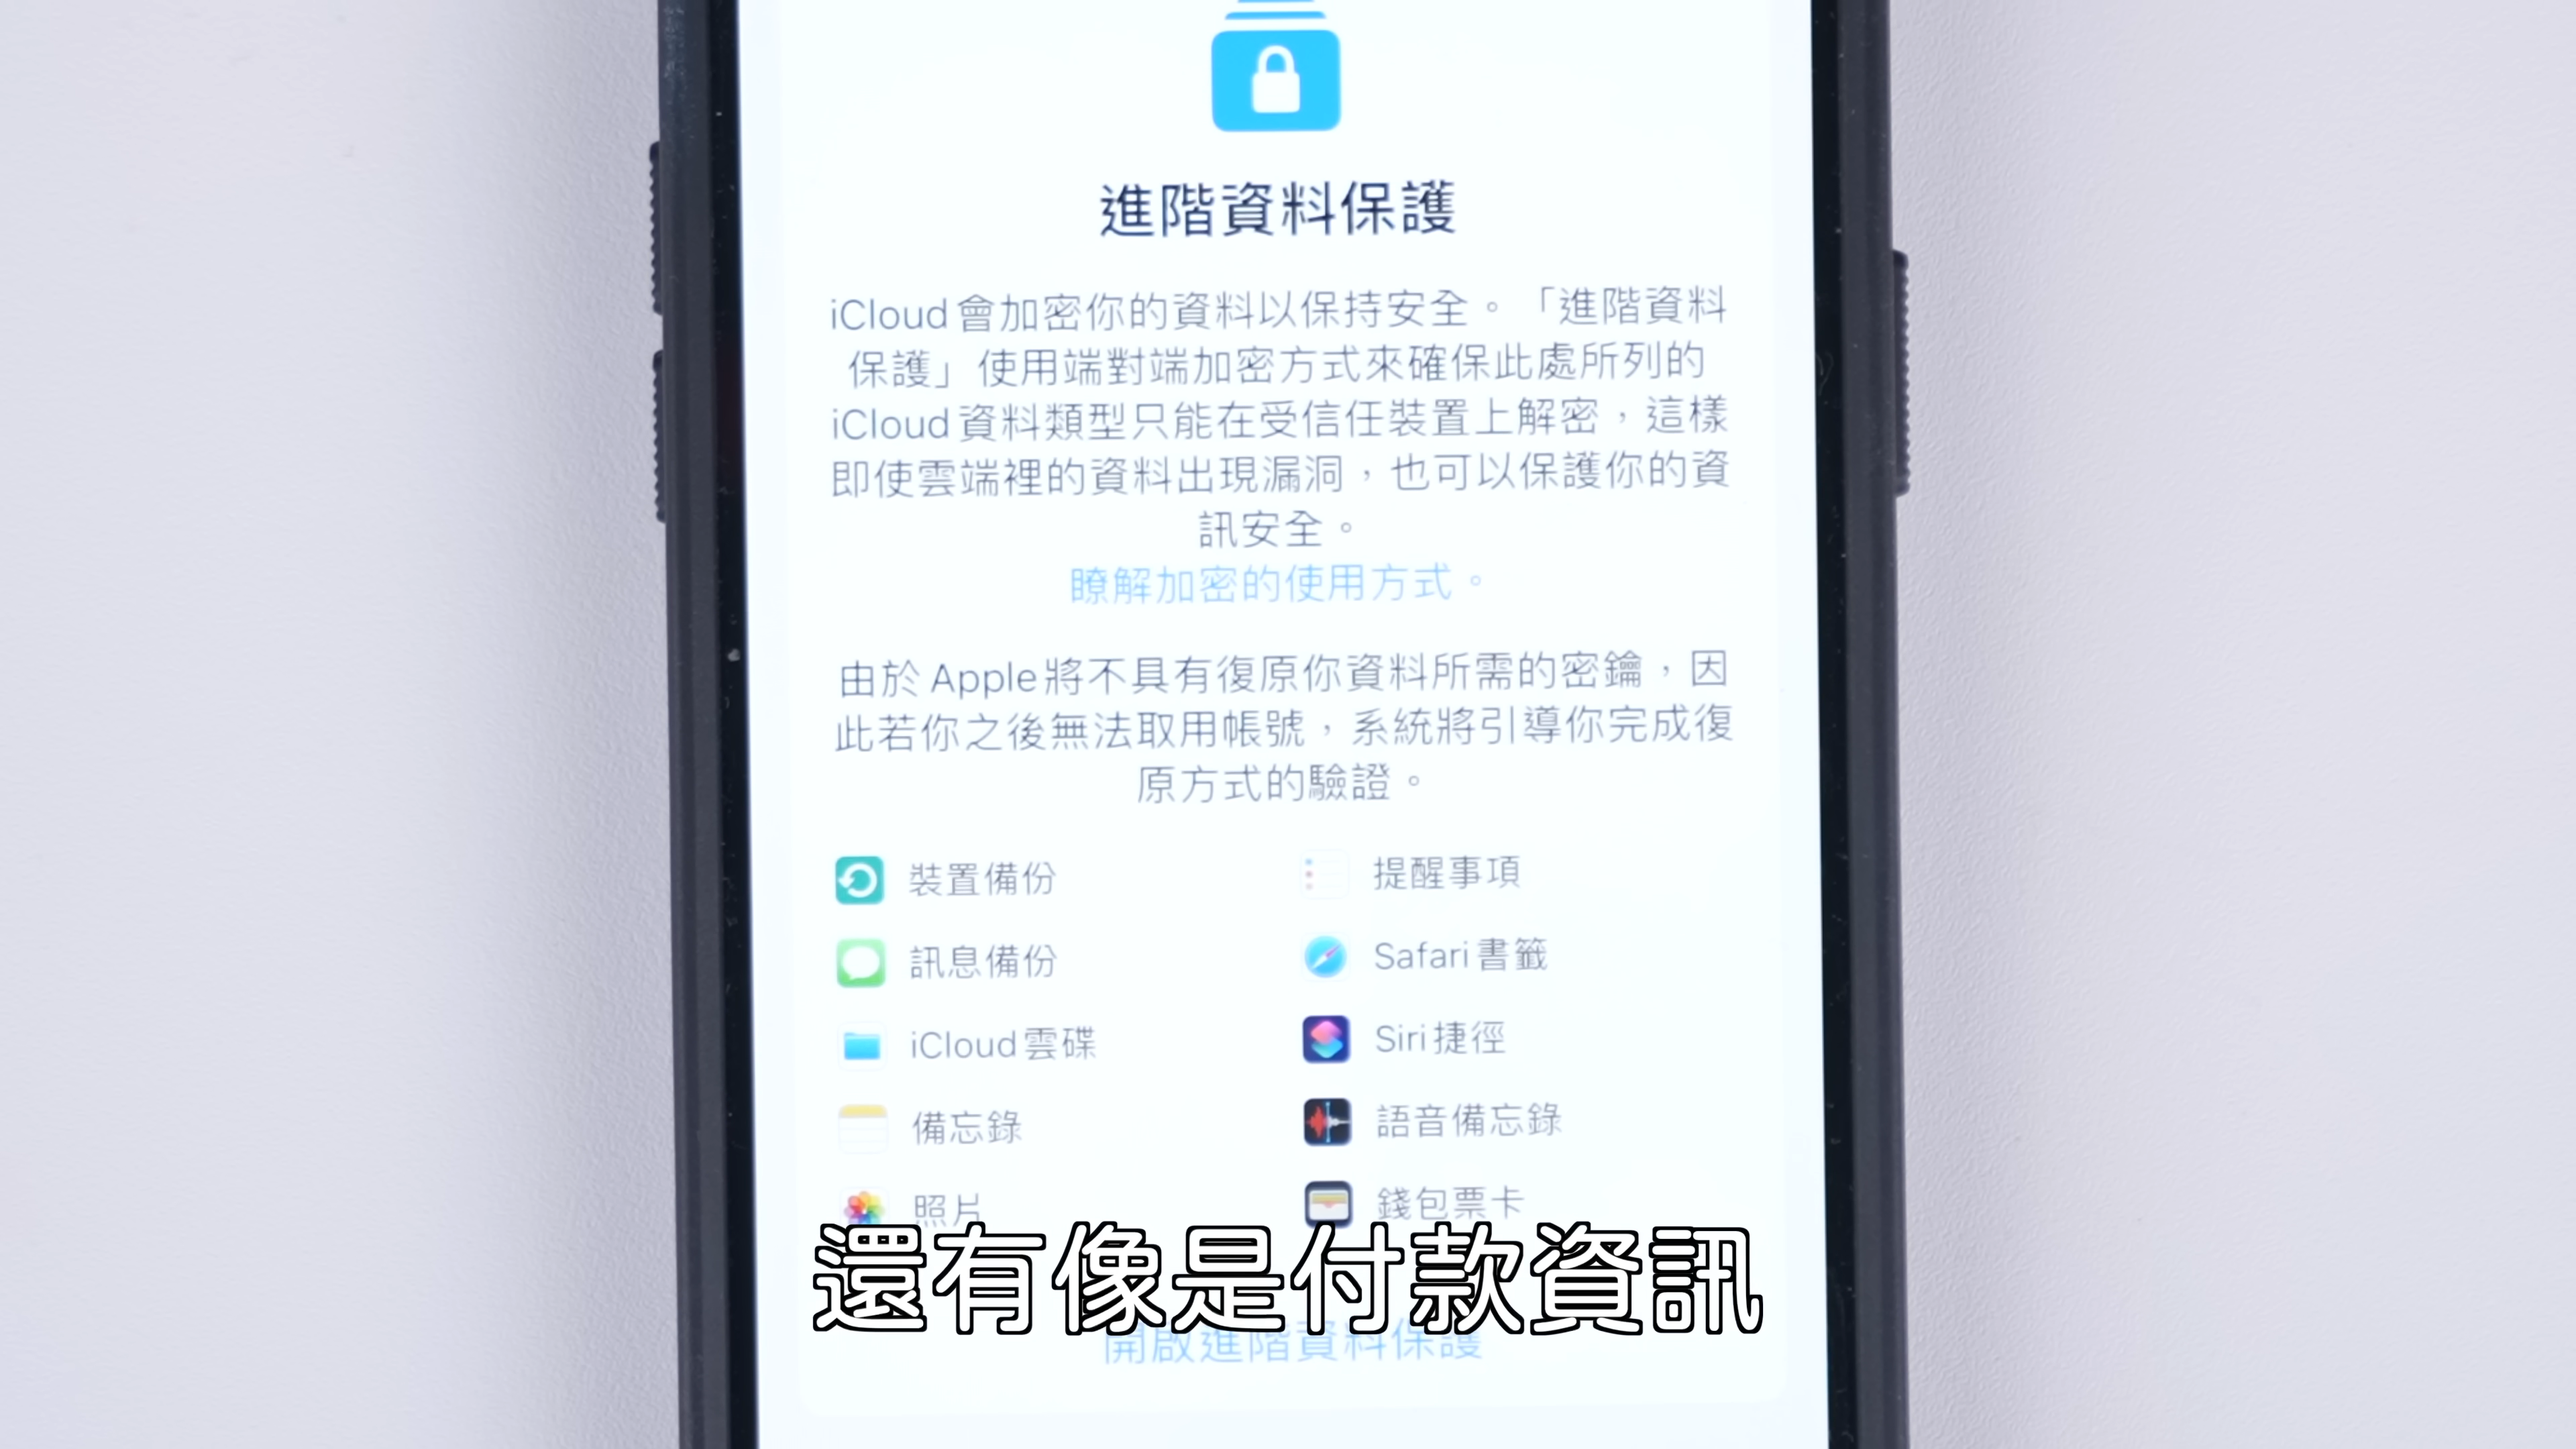 進階資料保護
iCloud會加密你的資料以保持安全。「進階資料
保護」使用端對端加密方式來確保此處所列的
iCloud資料類型只能在受信任裝置上解密，這樣
即使雲端裡的資料出現漏洞，也可以保護你的資
訊安全。
瞭解加密的使用方式。
由於 Apple將不具有復原你資料所需的密鑰，因
此若你之後無法取用帳號，系統將引導你完成復
原方式的驗證。
裝置備份
提醒事項
訊息備份
Safari書籤
iCloud雲碟
Siri捷徑
備忘錄
語音備忘錄
照片
錢包票卡
還有像是付款資訊
開啟進階資料保護